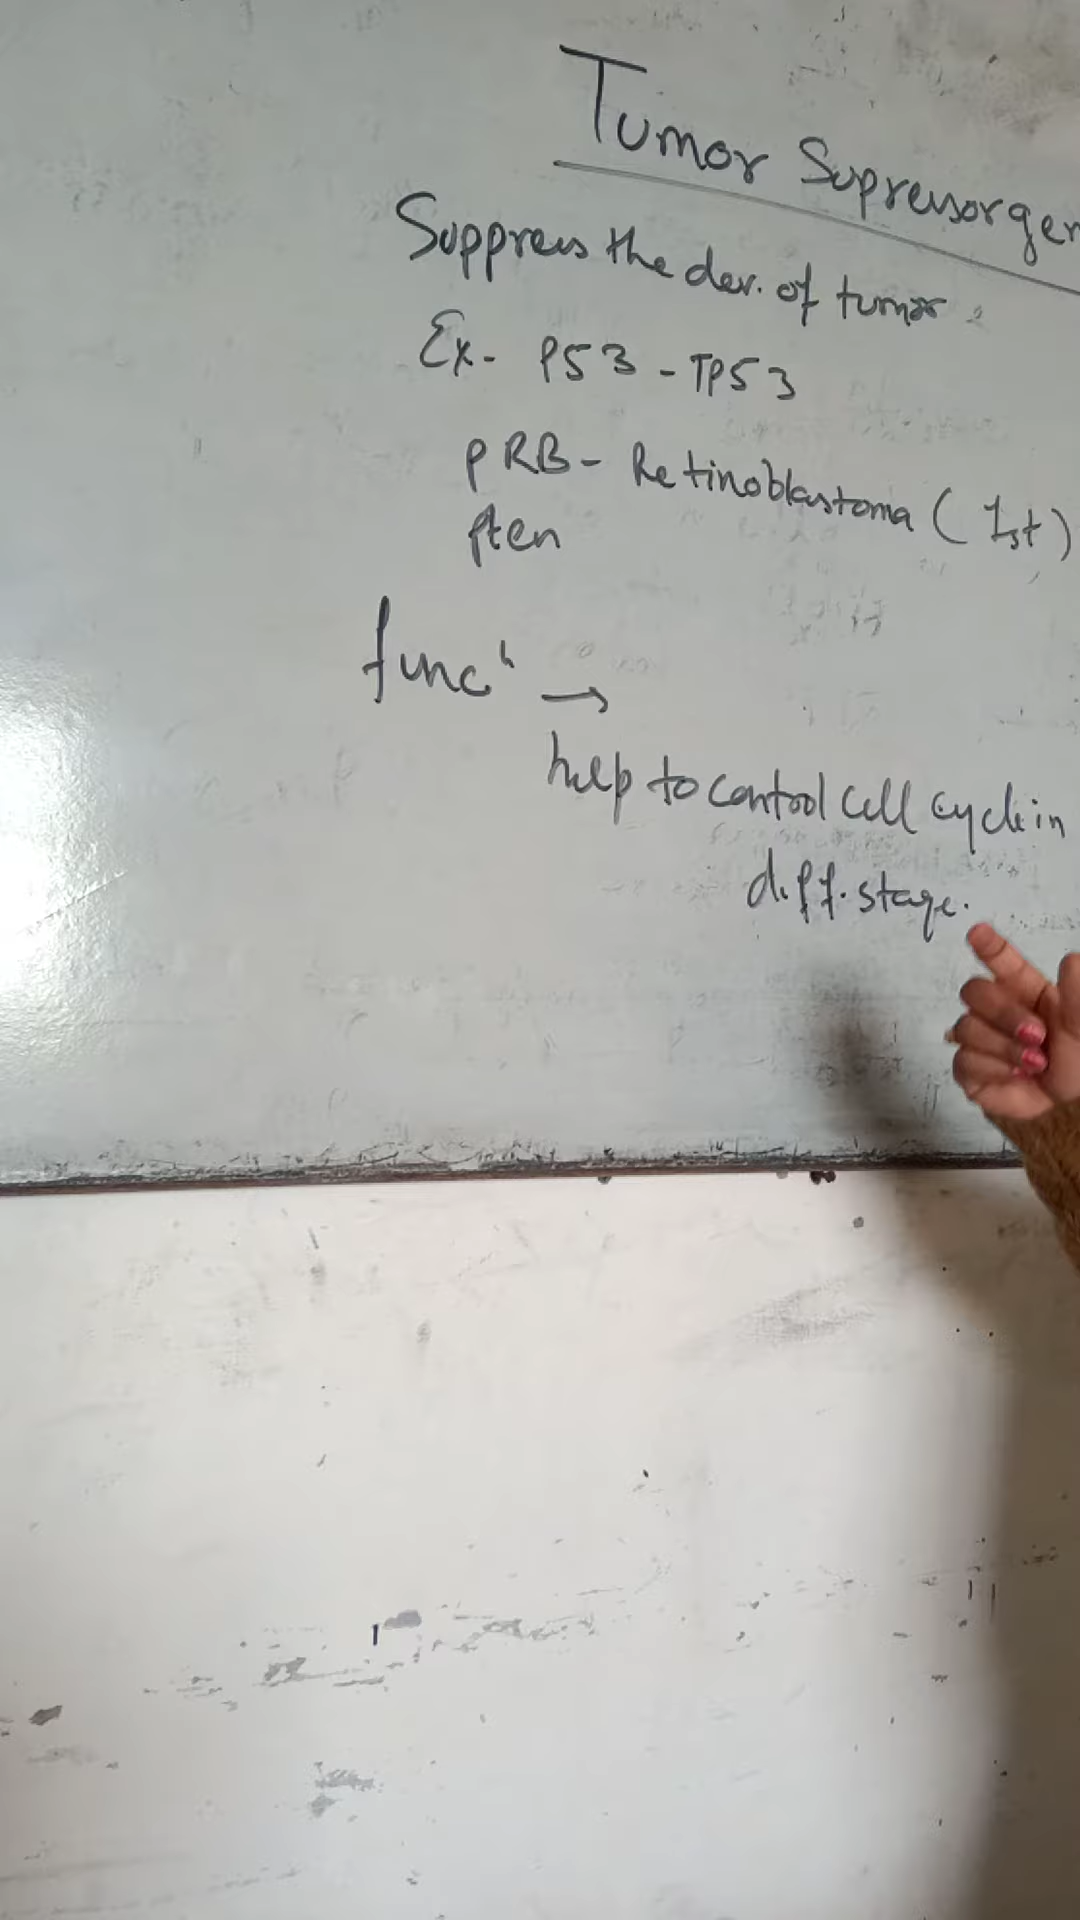 Tumor Supressorgen
Suppress the dev. of tumor.
Ex- P53 - TP53
pRB - Retinoblastoma (1st)
pten
funcⁿ →
help to control cell cycle in
diff. stage.